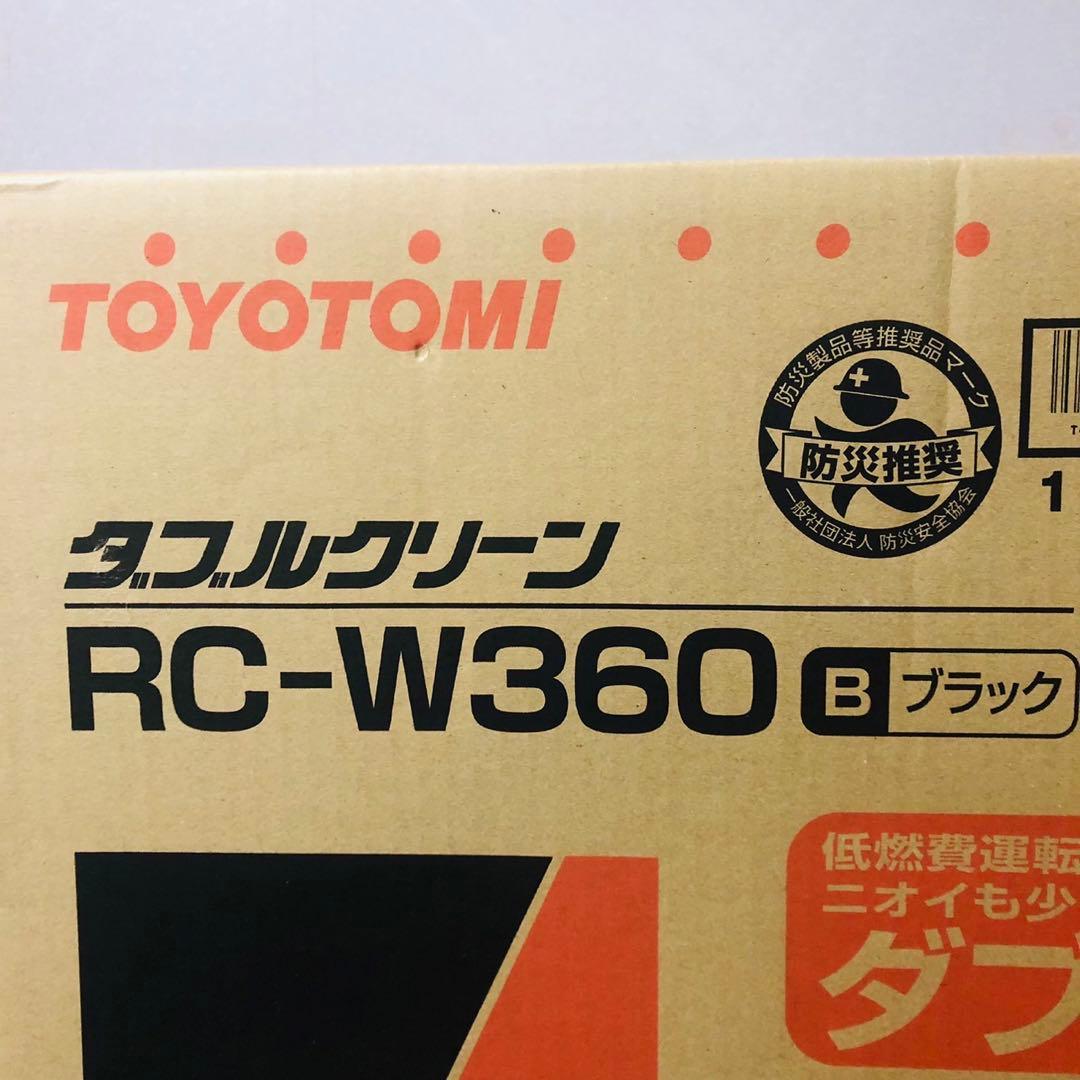 TOYOTOMI
防災製品等推奨品マーク
防災推奨
一般社団法人 防災安全協会
1
ダブルクリーン
RC-W360 B ブラック
低燃費運転
ニオイも少
ダブ